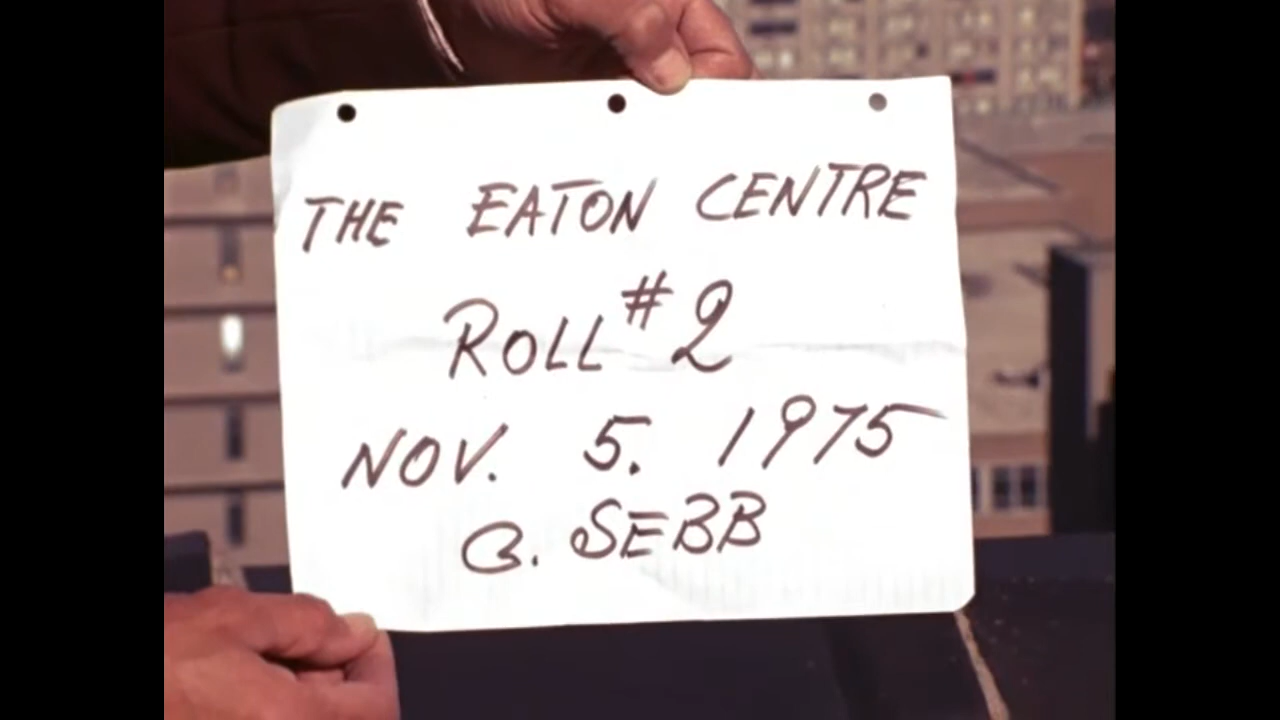 THE EATON CENTRE
ROLL #2
NOV. 5. 1975
G. SEBB